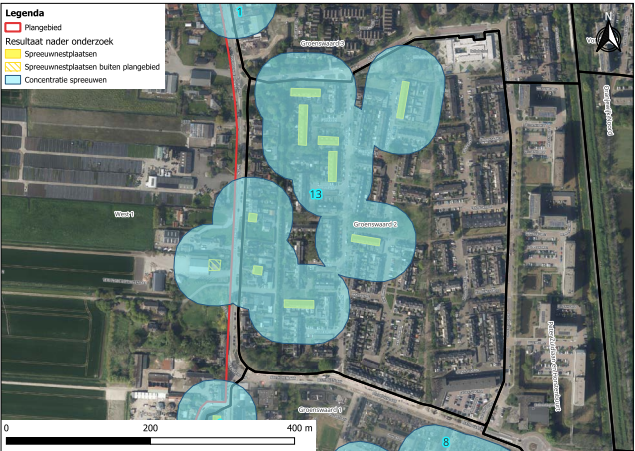 Legenda
Plangebied
Resultaat nader onderzoek
Spreeuwnestplaatsen
Spreeuwnestplaatsen buiten plangebied
Concentratie spreeuwen
1
Groenswaard 3
N
13
West 1
Groenswaard 2
Groenswaard 1
8
0
200
400 m